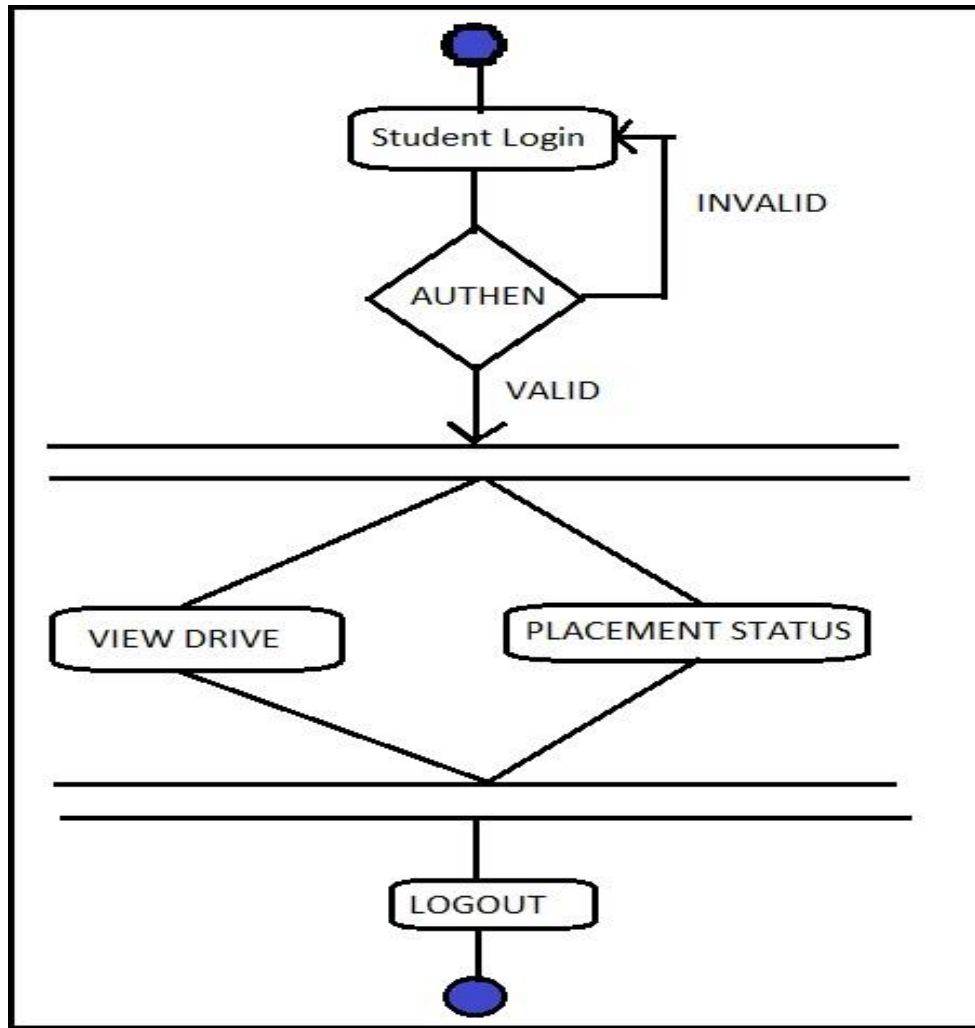 Student Login
INVALID
AUTHEN
VALID
VIEW DRIVE
PLACEMENT STATUS
LOGOUT